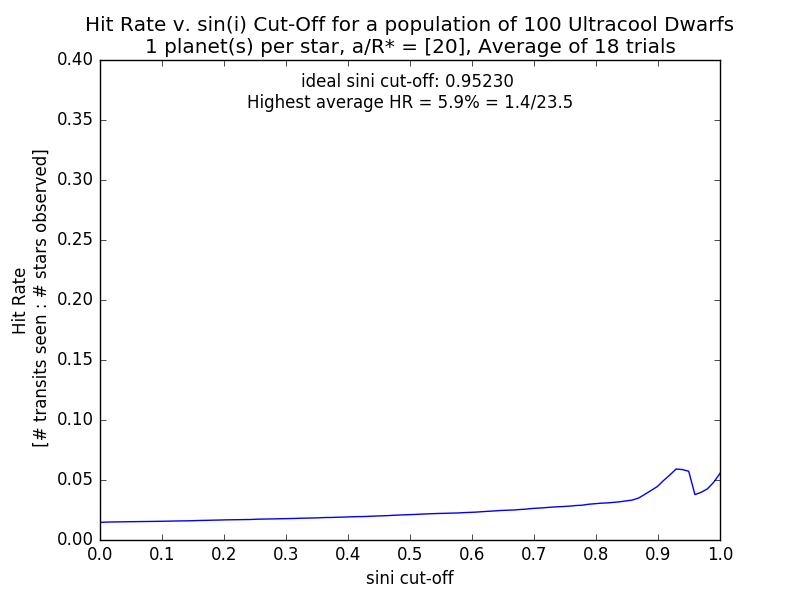 Hit Rate v. sin(i) Cut-Off for a population of 100 Ultracool Dwarfs
1 planet(s) per star, a/R* = [20], Average of 18 trials
ideal sini cut-off: 0.95230
Highest average HR = 5.9% = 1.4/23.5
0.40
0.35
0.30
0.25
0.20
0.15
0.10
0.05
0.00
Hit Rate
[# transits seen : # stars observed]
0.0 0.1 0.2 0.3 0.4 0.5 0.6 0.7 0.8 0.9 1.0
sini cut-off